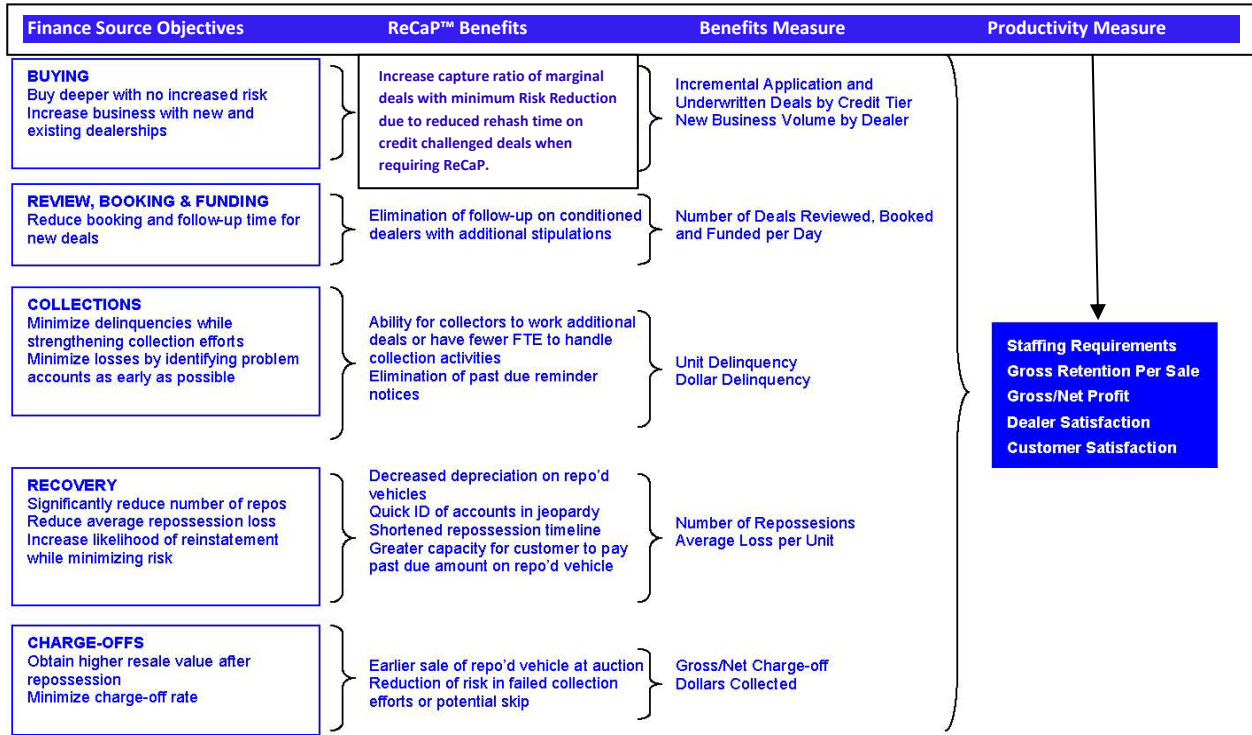 Finance Source Objectives
ReCaP™ Benefits
Benefits Measure
Productivity Measure
BUYING
Buy deeper with no increased risk
Increase business with new and
existing dealerships
Increase capture ratio of marginal
deals with minimum Risk Reduction
due to reduced rehash time on
credit challenged deals when
requiring ReCaP.
Incremental Application and
Underwritten Deals by Credit Tier
New Business Volume by Dealer
REVIEW, BOOKING & FUNDING
Reduce booking and follow-up time for
new deals
Elimination of follow-up on conditioned
dealers with additional stipulations
Number of Deals Reviewed, Booked
and Funded per Day
COLLECTIONS
Minimize delinquencies while
strengthening collection efforts
Minimize losses by identifying problem
accounts as early as possible
Ability for collectors to work additional
deals or have fewer FTE to handle
collection activities
Elimination of past due reminder
notices
Unit Delinquency
Dollar Delinquency
RECOVERY
Significantly reduce number of repos
Reduce average repossession loss
Increase likelihood of reinstatement
while minimizing risk
Decreased depreciation on repo'd
vehicles
Quick ID of accounts in jeopardy
Shortened repossession timeline
Greater capacity for customer to pay
past due amount on repo'd vehicle
Number of Repossesions
Average Loss per Unit
CHARGE-OFFS
Obtain higher resale value after
repossession
Minimize charge-off rate
Earlier sale of repo'd vehicle at auction
Reduction of risk in failed collection
efforts or potential skip
Gross/Net Charge-off
Dollars Collected
Staffing Requirements
Gross Retention Per Sale
Gross/Net Profit
Dealer Satisfaction
Customer Satisfaction